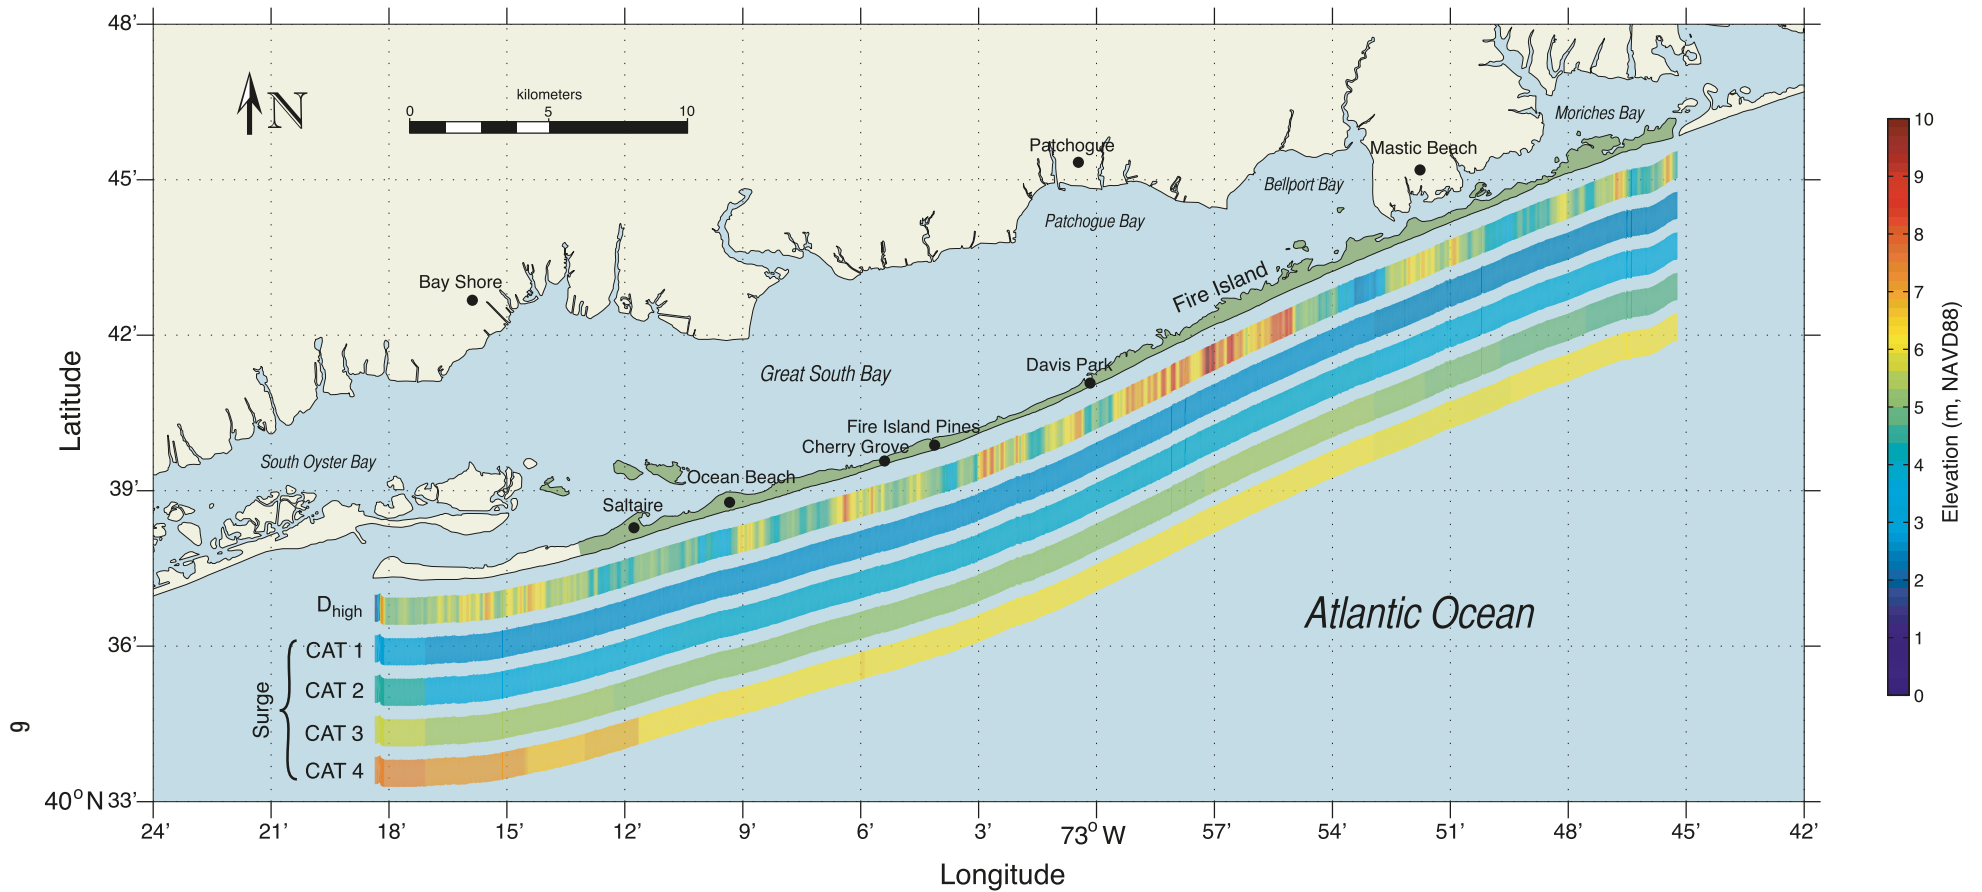 48’
45’
42’
39’
36’
40°N 33’
Latitude
9
N
kilometers
0 5 10
Moriches Bay
Patchogue
Mastic Beach
Bellport Bay
Patchogue Bay
Bay Shore
Fire Island
Davis Park
Great South Bay
Fire Island Pines
Cherry Grove
South Oyster Bay
Ocean Beach
Saltaire
Dhigh
Atlantic Ocean
Surge
CAT 1
CAT 2
CAT 3
CAT 4
24’ 21’ 18’ 15’ 12’ 9’ 6’ 3’ 73°W 57’ 54’ 51’ 48’ 45’ 42’
Longitude
10
9
8
7
6
5
4
3
2
1
0
Elevation (m, NAVD88)